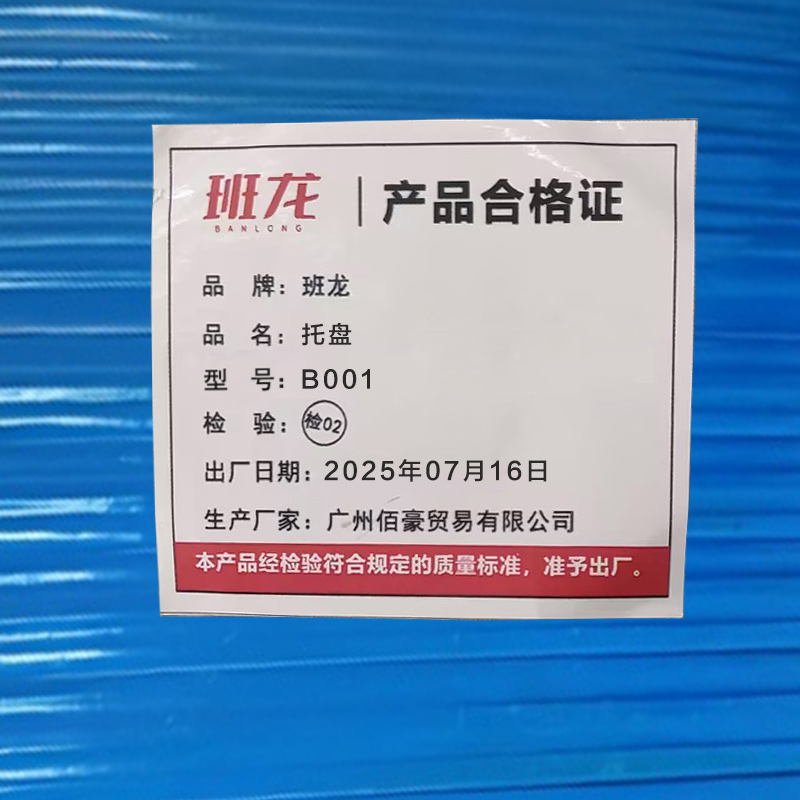 班龙 | 产品合格证
BANLONG
品 牌：班龙
品 名：托盘
型 号：B001
检 验：检02
出厂日期：2025年07月16日
生产厂家：广州佰豪贸易有限公司
本产品经检验符合规定的质量标准，准予出厂。